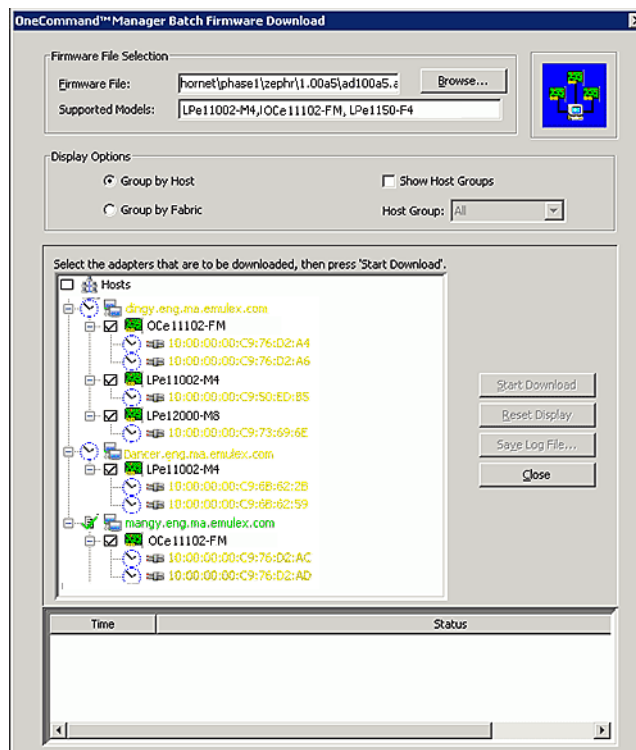 OneCommand™ Manager Batch Firmware Download
Firmware File Selection
Firmware File: hornet\phase1\zephr\1.00a5\ad100a5.a Browse...
Supported Models: LPe11002-M4,IOCe11102-FM, LPe1150-F4
Display Options
Group by Host Show Host Groups
Group by Fabric Host Group: All
Select the adapters that are to be downloaded, then press 'Start Download'.
Hosts
dingy.eng.ma.emulex.com
OCe11102-FM
10:00:00:00:C9:76:D2:A4
10:00:00:00:C9:76:D2:A6
LPe11002-M4
10:00:00:00:C9:50:ED:B5
LPe12000-M8
10:00:00:00:C9:73:69:6E
Dancer.eng.ma.emulex.com
LPe11002-M4
10:00:00:00:C9:6B:62:2B
10:00:00:00:C9:6B:62:59
mangy.eng.ma.emulex.com
OCe11102-FM
10:00:00:00:C9:76:D2:AC
10:00:00:00:C9:76:D2:AD
Start Download
Reset Display
Save Log File...
Close
Time Status